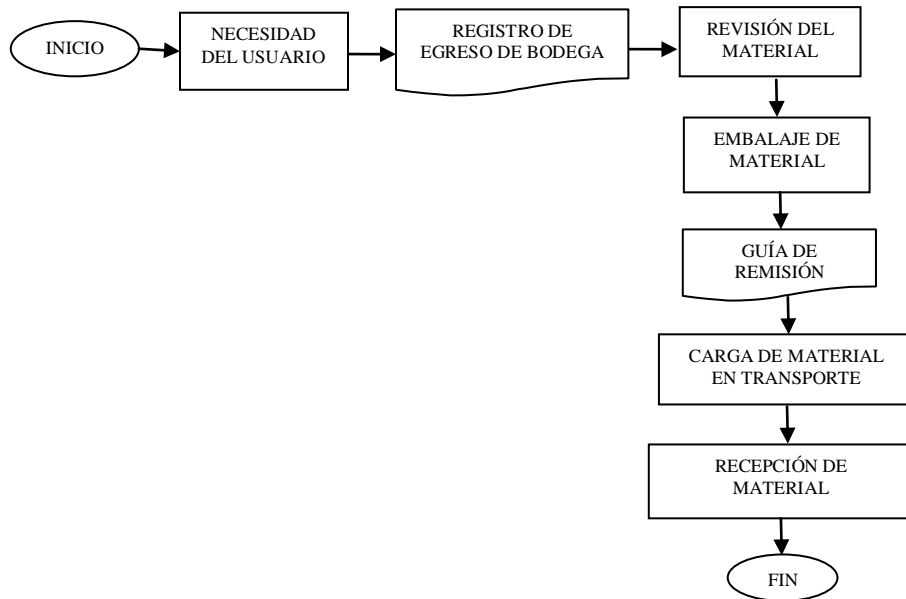 INICIO
NECESIDAD
DEL USUARIO
REGISTRO DE
EGRESO DE BODEGA
REVISIÓN DEL
MATERIAL
EMBALAJE DE
MATERIAL
GUÍA DE
REMISIÓN
CARGA DE MATERIAL
EN TRANSPORTE
RECEPCIÓN DE
MATERIAL
FIN